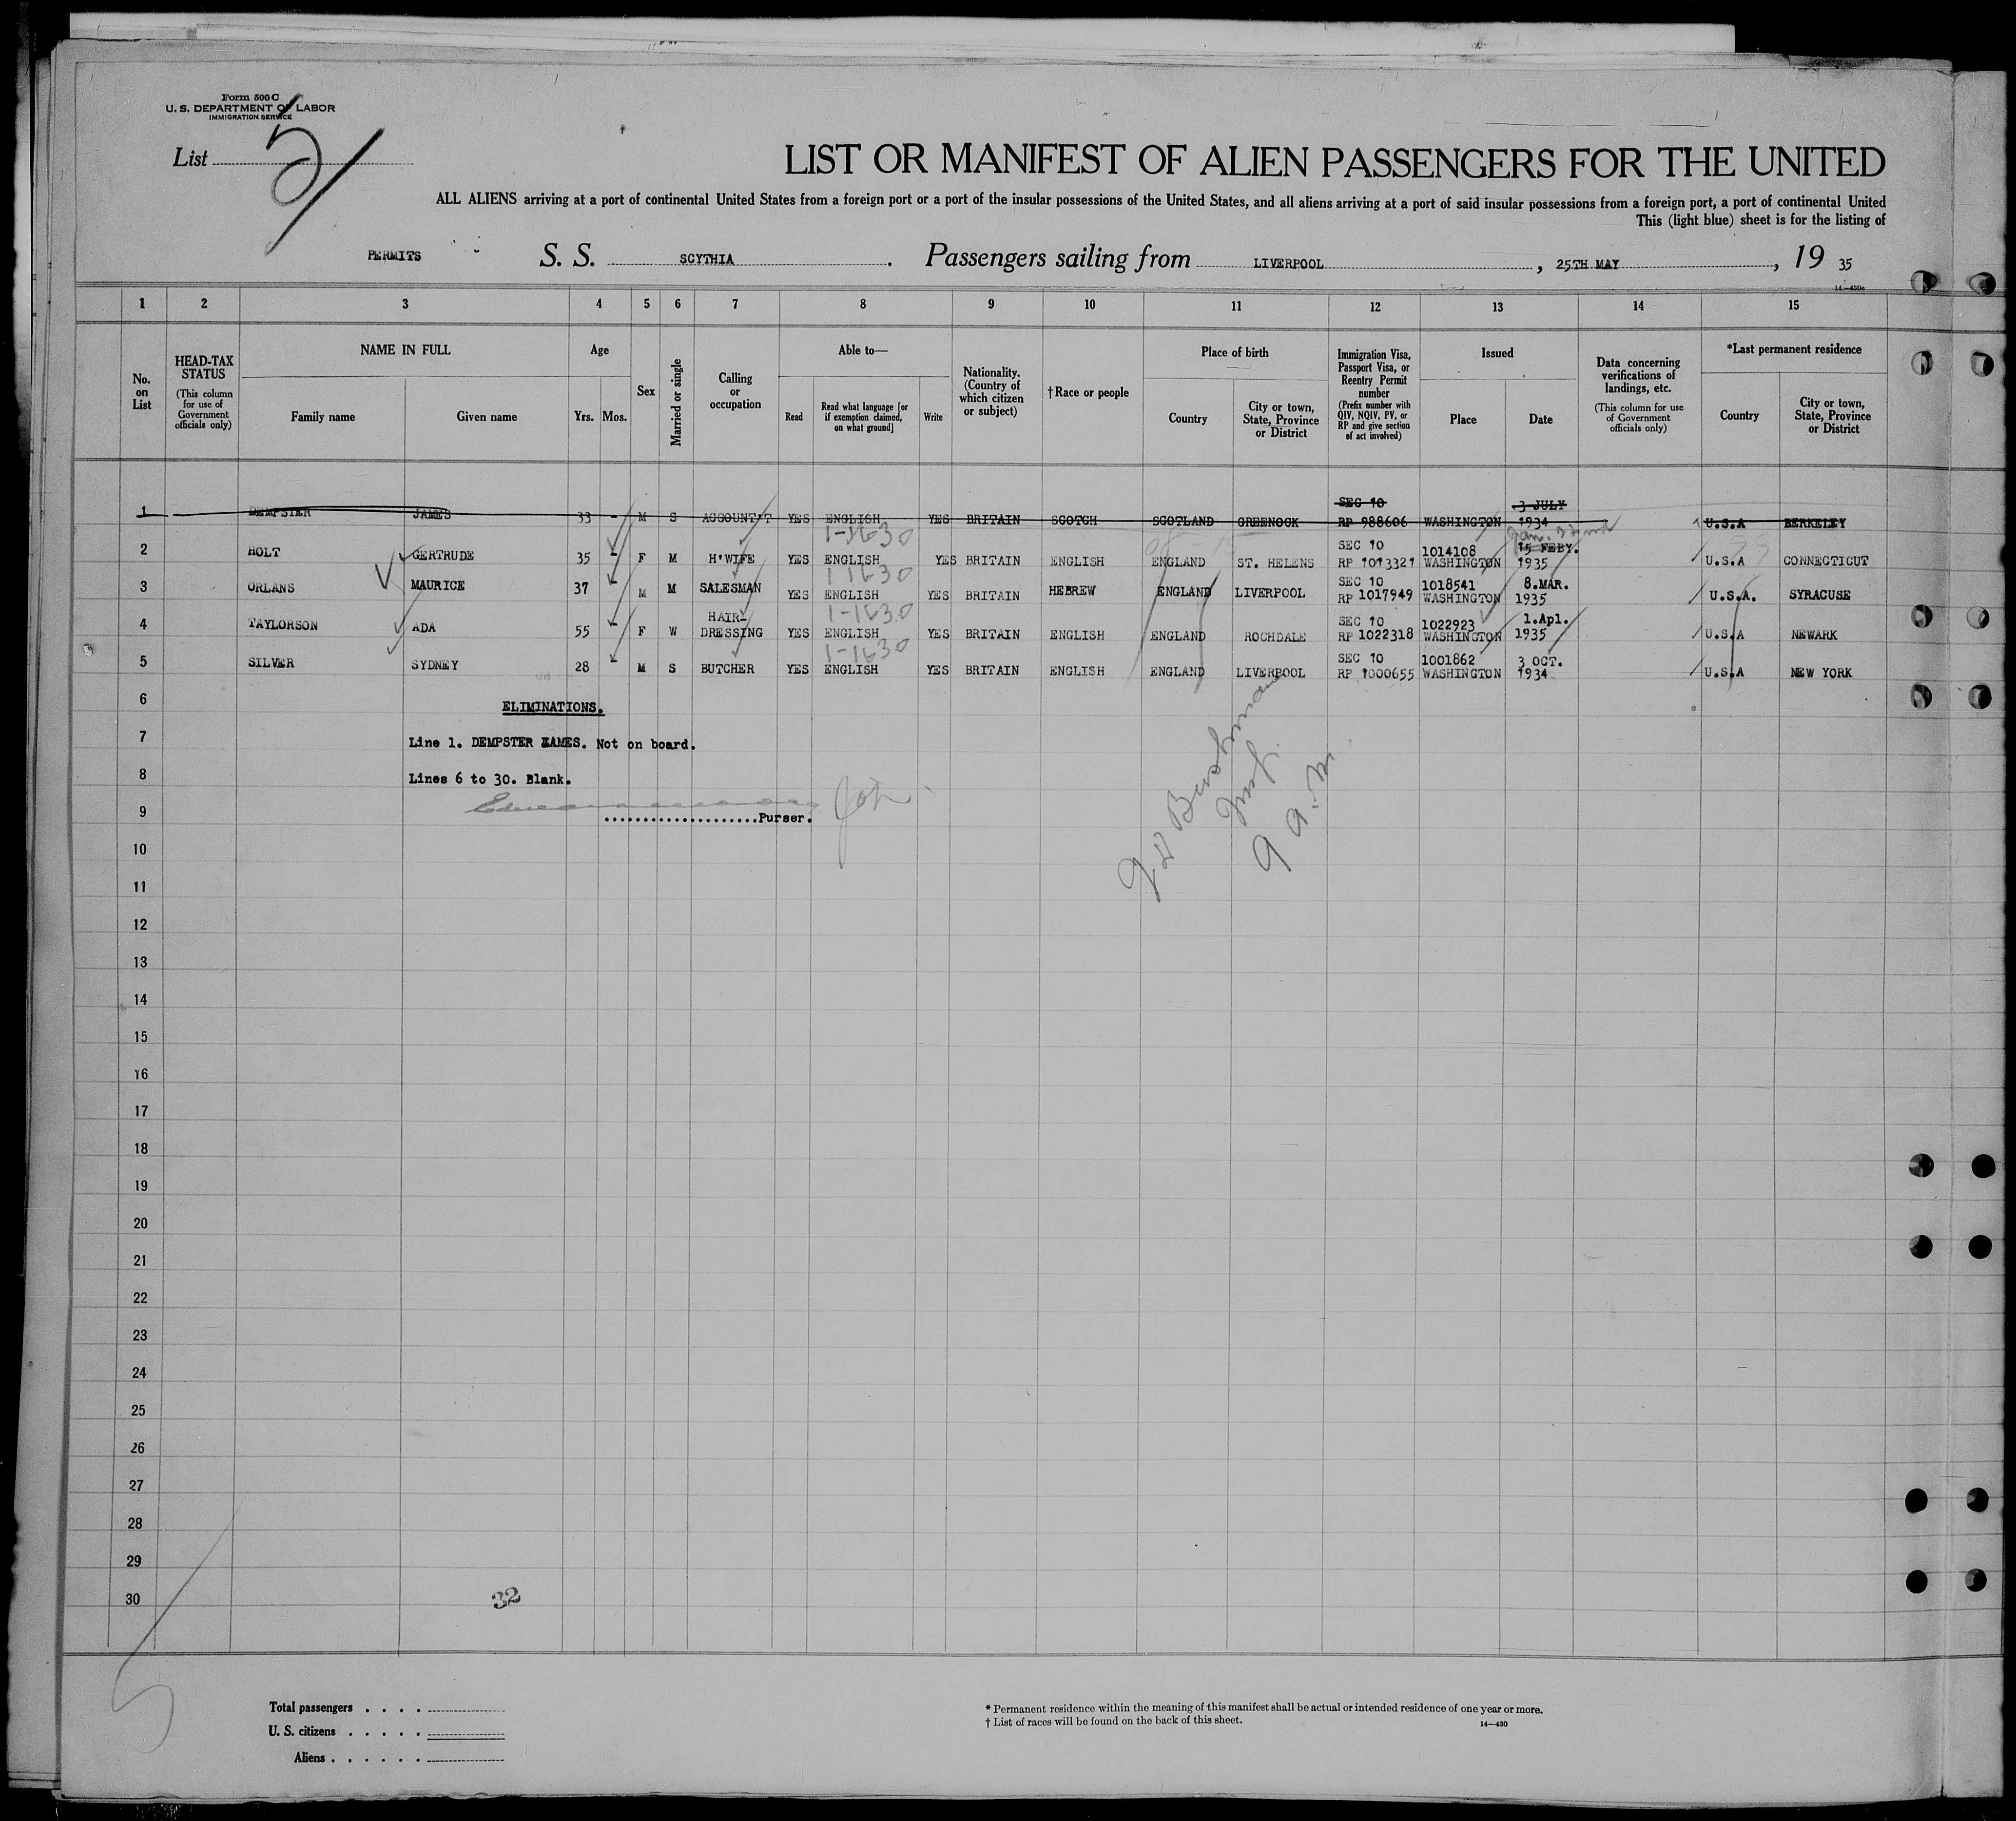 Form 500 C
U. S. DEPARTMENT OF LABOR
IMMIGRATION SERVICE
List
LIST OR MANIFEST OF ALIEN PASSENGERS FOR THE UNITED
ALL ALIENS arriving at a port of continental United States from a foreign port or a port of the insular possessions of the United States, and all aliens arriving at a port of said insular possessions from a foreign port, a port of continental United
This (light blue) sheet is for the listing of
PERMITS S. S. SCYTHIA. Passengers sailing from LIVERPOOL, 25TH MAY, 19 35
1 2 3 4 5 6 7 8 9 10 11 12 13 14 15
No. on List
HEAD-TAX STATUS (This column for use of Government officials only)
NAME IN FULL Family name Given name
Age Yrs. Mos.
Sex
Married or single
Calling or occupation
Able to— Read Read what language [or if exemption claimed, on what ground] Write
Nationality. (Country of which citizen or subject)
† Race or people
Place of birth Country City or town, State, Province or District
Immigration Visa, Passport Visa, or Reentry Permit number (Prefix number with QIV, NQIV, PV, or RP and give section of act involved)
Issued Place Date
Data concerning verifications of landings, etc. (This column for use of Government officials only)
*Last permanent residence Country City or town, State, Province or District
1 DEMPSTER JAMES 33 - M S ACCOUNT'T YES ENGLISH YES BRITAIN SCOTCH SCOTLAND GREENOCK SEC 10 RP 988606 WASHINGTON 3 JULY 1934 U.S.A BERKELEY
1-1630
2 HOLT GERTRUDE 35 - F M H'WIFE YES ENGLISH YES BRITAIN ENGLISH ENGLAND ST. HELENS SEC 10 RP 1013321 1014108 WASHINGTON 15 FEBY. 1935 U.S.A CONNECTICUT
1-1630
3 ORLANS MAURICE 37 - M M SALESMAN YES ENGLISH YES BRITAIN HEBREW ENGLAND LIVERPOOL SEC 10 RP 1017949 1018541 WASHINGTON 8.MAR. 1935 U.S.A. SYRACUSE
1-1630
4 TAYLORSON ADA 55 - F W HAIR-DRESSING YES ENGLISH YES BRITAIN ENGLISH ENGLAND ROCHDALE SEC 10 RP 1022318 1022923 WASHINGTON 1.Apl. 1935 U.S.A NEWARK
1-1630
5 SILVER SYDNEY 28 - M S BUTCHER YES ENGLISH YES BRITAIN ENGLISH ENGLAND LIVERPOOL SEC 10 RP 1000655 1001862 WASHINGTON 3 OCT. 1934 U.S.A NEW YORK
6 ELIMINATIONS.
7 Line 1. DEMPSTER JAMES. Not on board.
8 Lines 6 to 30. Blank.
9 ....................Purser.
10
11
12
13
14
15
16
17
18
19
20
21
22
23
24
25
26
27
28
29
30
32
Total passengers . . . .
U. S. citizens . . . . .
Aliens . . . . . .
* Permanent residence within the meaning of this manifest shall be actual or intended residence of one year or more.
† List of races will be found on the back of this sheet.
14—430